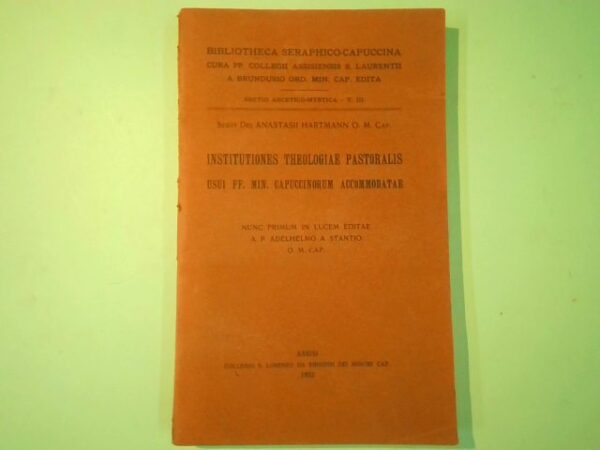 BIBLIOTHECA SERAPHICO-CAPUCCINA
CURA PP. COLLEGII ASSISIENSIS S. LAURENTII
A BRUNDUSIO ORD. MIN. CAP. EDITA
SECTIO ASCETICO-MYSTICA - T. III
Servi Dei ANASTASII HARTMANN O. M. Cap.
INSTITUTIONES THEOLOGIAE PASTORALIS
USUI FF. MIN. CAPUCCINORUM ACCOMMODATAE
NUNC PRIMUM IN LUCEM EDITAE
A P. ADELHELMO A STANTIO
O. M. CAP.
ASSISI
COLLEGIO S. LORENZO DA BRINDISI DEI MINORI CAP.